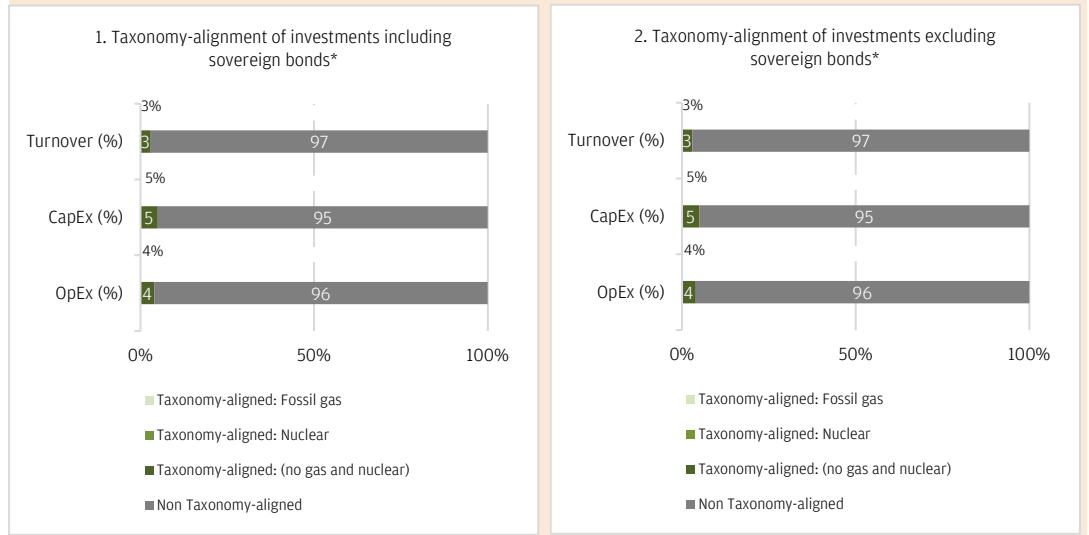 1. Taxonomy-alignment of investments including
sovereign bonds*
3%
Turnover (%) 3 97
5%
CapEx (%) 5 95
4%
OpEx (%) 4 96
0% 50% 100%
Taxonomy-aligned: Fossil gas
Taxonomy-aligned: Nuclear
Taxonomy-aligned: (no gas and nuclear)
Non Taxonomy-aligned
2. Taxonomy-alignment of investments excluding
sovereign bonds*
3%
Turnover (%) 3 97
5%
CapEx (%) 5 95
4%
OpEx (%) 4 96
0% 50% 100%
Taxonomy-aligned: Fossil gas
Taxonomy-aligned: Nuclear
Taxonomy-aligned: (no gas and nuclear)
Non Taxonomy-aligned